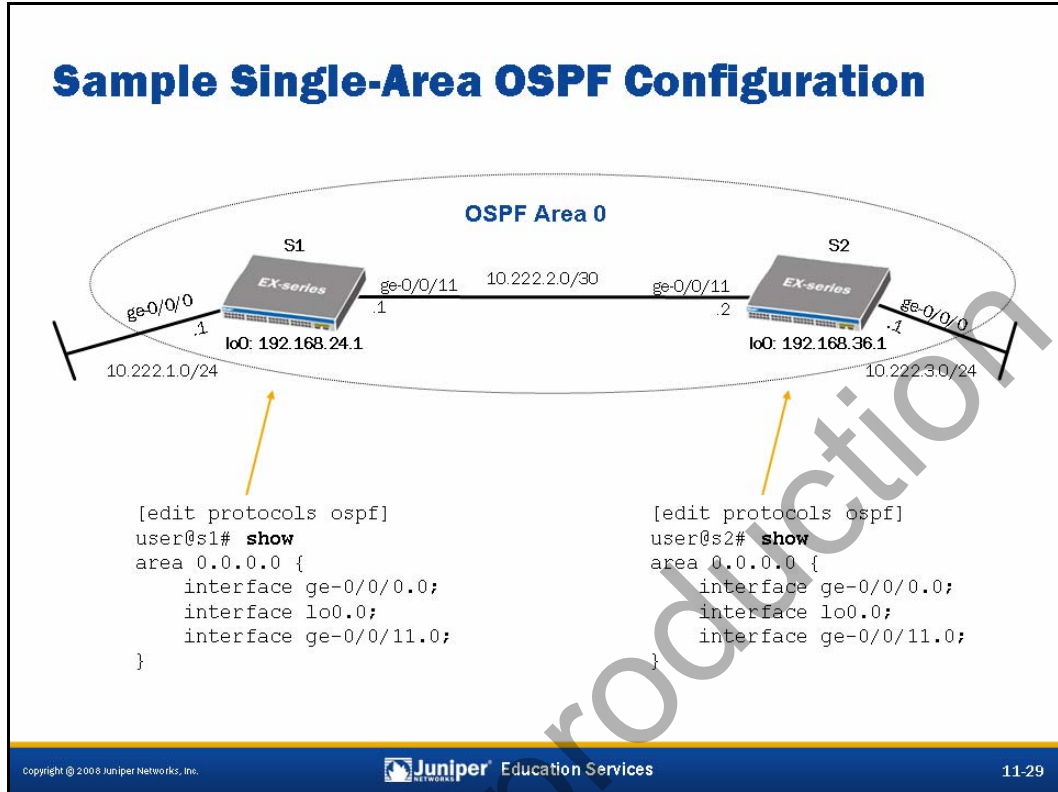 Sample Single-Area OSPF Configuration
OSPF Area 0
S1
S2
EX-series
EX-series
ge-0/0/0
.1
ge-0/0/11
.1
10.222.2.0/30
ge-0/0/11
.2
ge-0/0/0
.1
lo0: 192.168.24.1
lo0: 192.168.36.1
10.222.1.0/24
10.222.3.0/24
[edit protocols ospf]
user@s1# show
area 0.0.0.0 {
    interface ge-0/0/0.0;
    interface lo0.0;
    interface ge-0/0/11.0;
}
[edit protocols ospf]
user@s2# show
area 0.0.0.0 {
    interface ge-0/0/0.0;
    interface lo0.0;
    interface ge-0/0/11.0;
}
Copyright © 2008 Juniper Networks, Inc.
Juniper NETWORKS Education Services
11-29
production